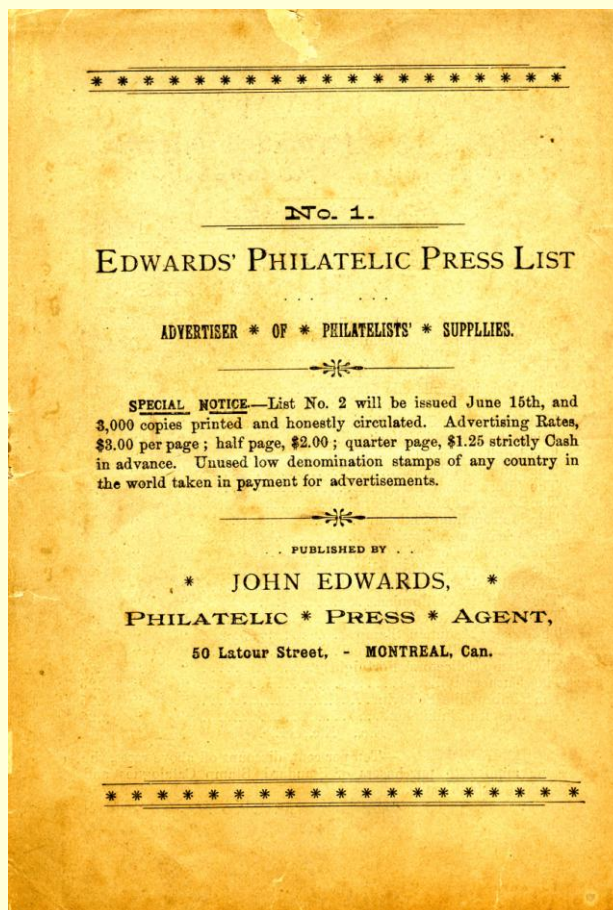 No. 1.
EDWARDS' PHILATELIC PRESS LIST
ADVERTISER * OF * PHILATELISTS' * SUPPLLIES.
SPECIAL NOTICE.—List No. 2 will be issued June 15th, and
3,000 copies printed and honestly circulated. Advertising Rates,
$3.00 per page ; half page, $2.00 ; quarter page, $1.25 strictly Cash
in advance. Unused low denomination stamps of any country in
the world taken in payment for advertisements.
. . PUBLISHED BY . .
* JOHN EDWARDS, *
PHILATELIC * PRESS * AGENT,
50 Latour Street, - MONTREAL, Can.